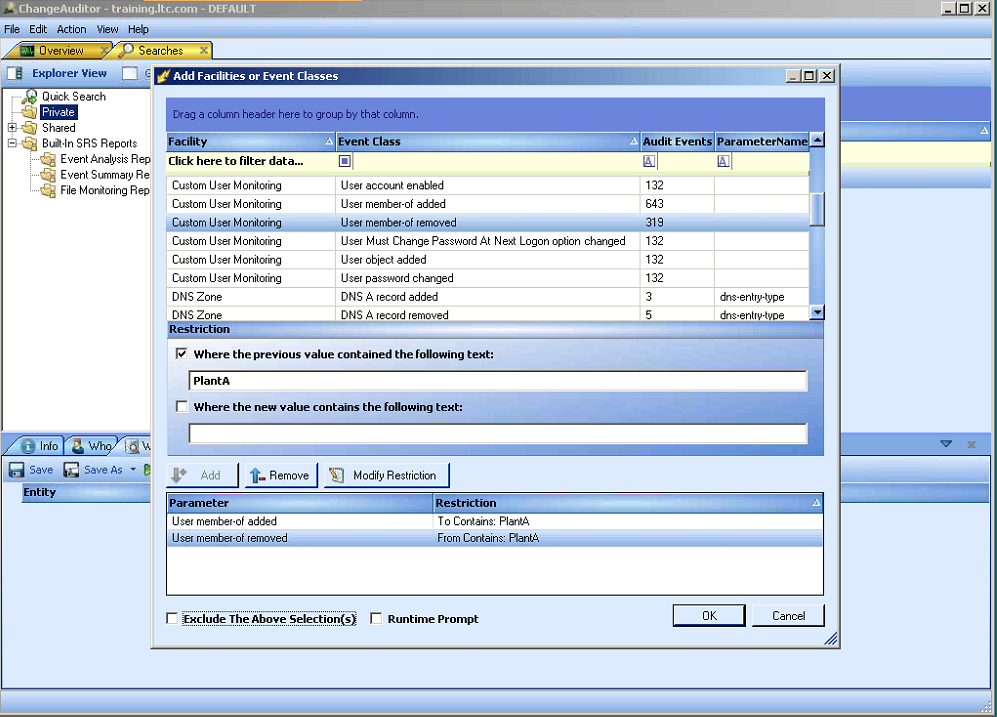 ChangeAuditor - training.ltc.com - DEFAULT
File Edit Action View Help
Overview Searches
Explorer View
Add Facilities or Event Classes
Quick Search
Private
Shared
Built-In SRS Reports
Event Analysis Rep
Event Summary Re
File Monitoring Rep
Drag a column header here to group by that column.
Facility Event Class Audit Events ParameterName
Click here to filter data...
Custom User Monitoring User account enabled 132
Custom User Monitoring User member-of added 643
Custom User Monitoring User member-of removed 319
Custom User Monitoring User Must Change Password At Next Logon option changed 132
Custom User Monitoring User object added 132
Custom User Monitoring User password changed 132
DNS Zone DNS A record added 3 dns-entry-type
DNS Zone DNS A record removed 5 dns-entry-type
Restriction
Where the previous value contained the following text:
PlantA
Where the new value contains the following text:
Add Remove Modify Restriction
Parameter Restriction
User member-of added To Contains: PlantA
User member-of removed From Contains: PlantA
Exclude The Above Selection(s) Runtime Prompt OK Cancel
Info Who W
Save Save As
Entity